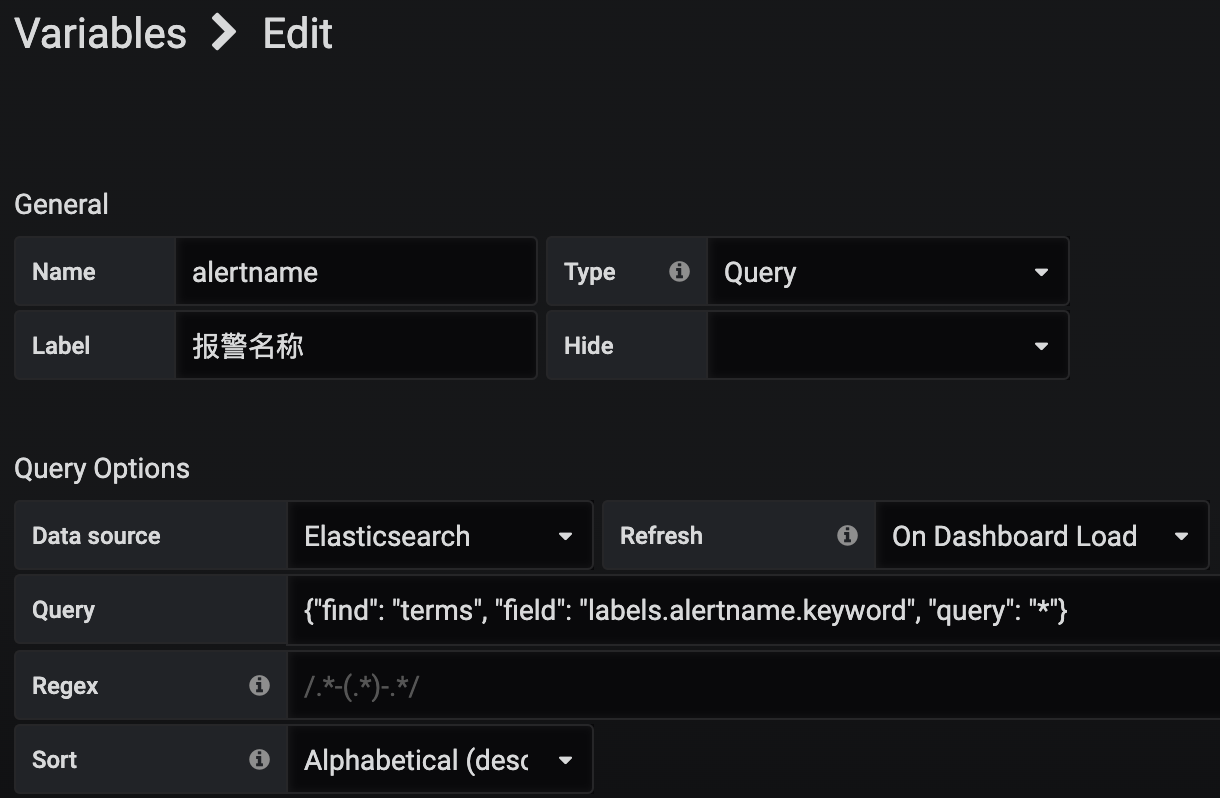 Variables > Edit
General
Name alertname Type Query
Label 报警名称 Hide
Query Options
Data source Elasticsearch Refresh On Dashboard Load
Query {"find": "terms", "field": "labels.alertname.keyword", "query": "*"}
Regex /.*-(.*)-.*/
Sort Alphabetical (desc